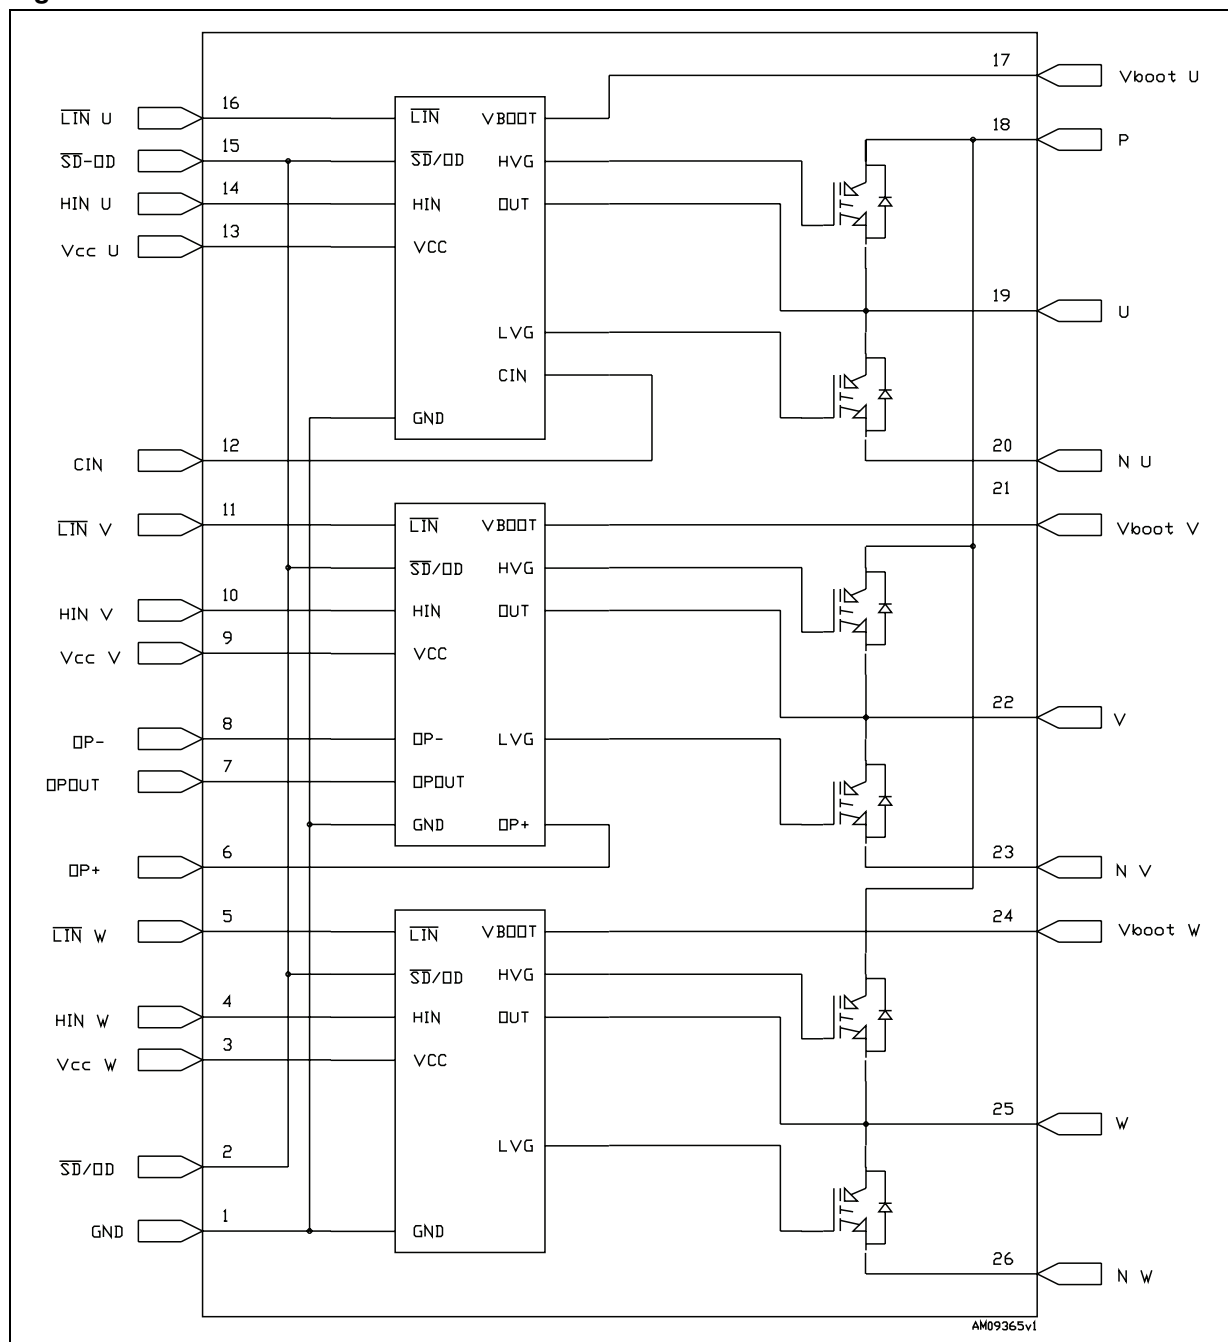 17
Vboot U
16
LIN U
LIN
VBOOT
18
P
15
SD-OD
SD/OD
HVG
14
HIN U
HIN
OUT
13
Vcc U
VCC
19
U
LVG
CIN
GND
12
CIN
20
N U
21
11
LIN V
LIN
VBOOT
Vboot V
SD/OD
HVG
10
HIN V
HIN
OUT
9
Vcc V
VCC
22
V
8
OP-
OP-
LVG
7
OPOUT
OPOUT
GND
OP+
6
OP+
23
N V
5
LIN W
LIN
VBOOT
24
Vboot W
SD/OD
HVG
4
HIN W
HIN
OUT
3
Vcc W
VCC
25
W
LVG
2
SD/OD
1
GND
GND
26
N W
AM09365v1